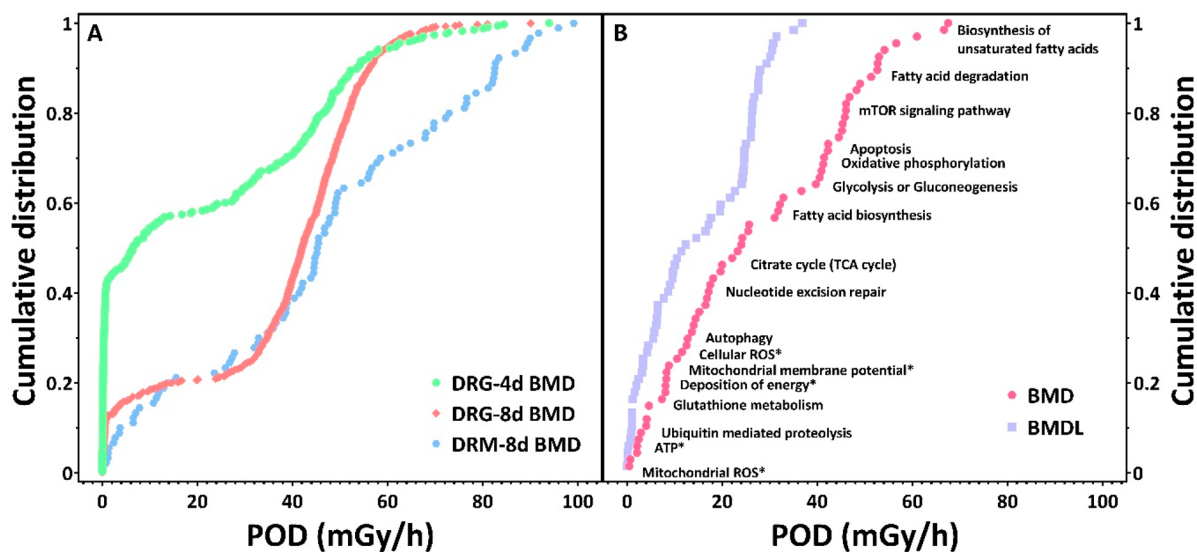 A
Cumulative distribution
1
0.8
0.6
0.4
0.2
0
DRG-4d BMD
DRG-8d BMD
DRM-8d BMD
0 20 40 60 80 100
POD (mGy/h)
B
Biosynthesis of
unsaturated fatty acids
Fatty acid degradation
mTOR signaling pathway
Apoptosis
Oxidative phosphorylation
Glycolysis or Gluconeogenesis
Fatty acid biosynthesis
Citrate cycle (TCA cycle)
Nucleotide excision repair
Autophagy
Cellular ROS*
Mitochondrial membrane potential*
Deposition of energy*
Glutathione metabolism
Ubiquitin mediated proteolysis
ATP*
Mitochondrial ROS*
BMD
BMDL
1
0.8
0.6
0.4
0.2
0
Cumulative distribution
0 20 40 60 80 100
POD (mGy/h)